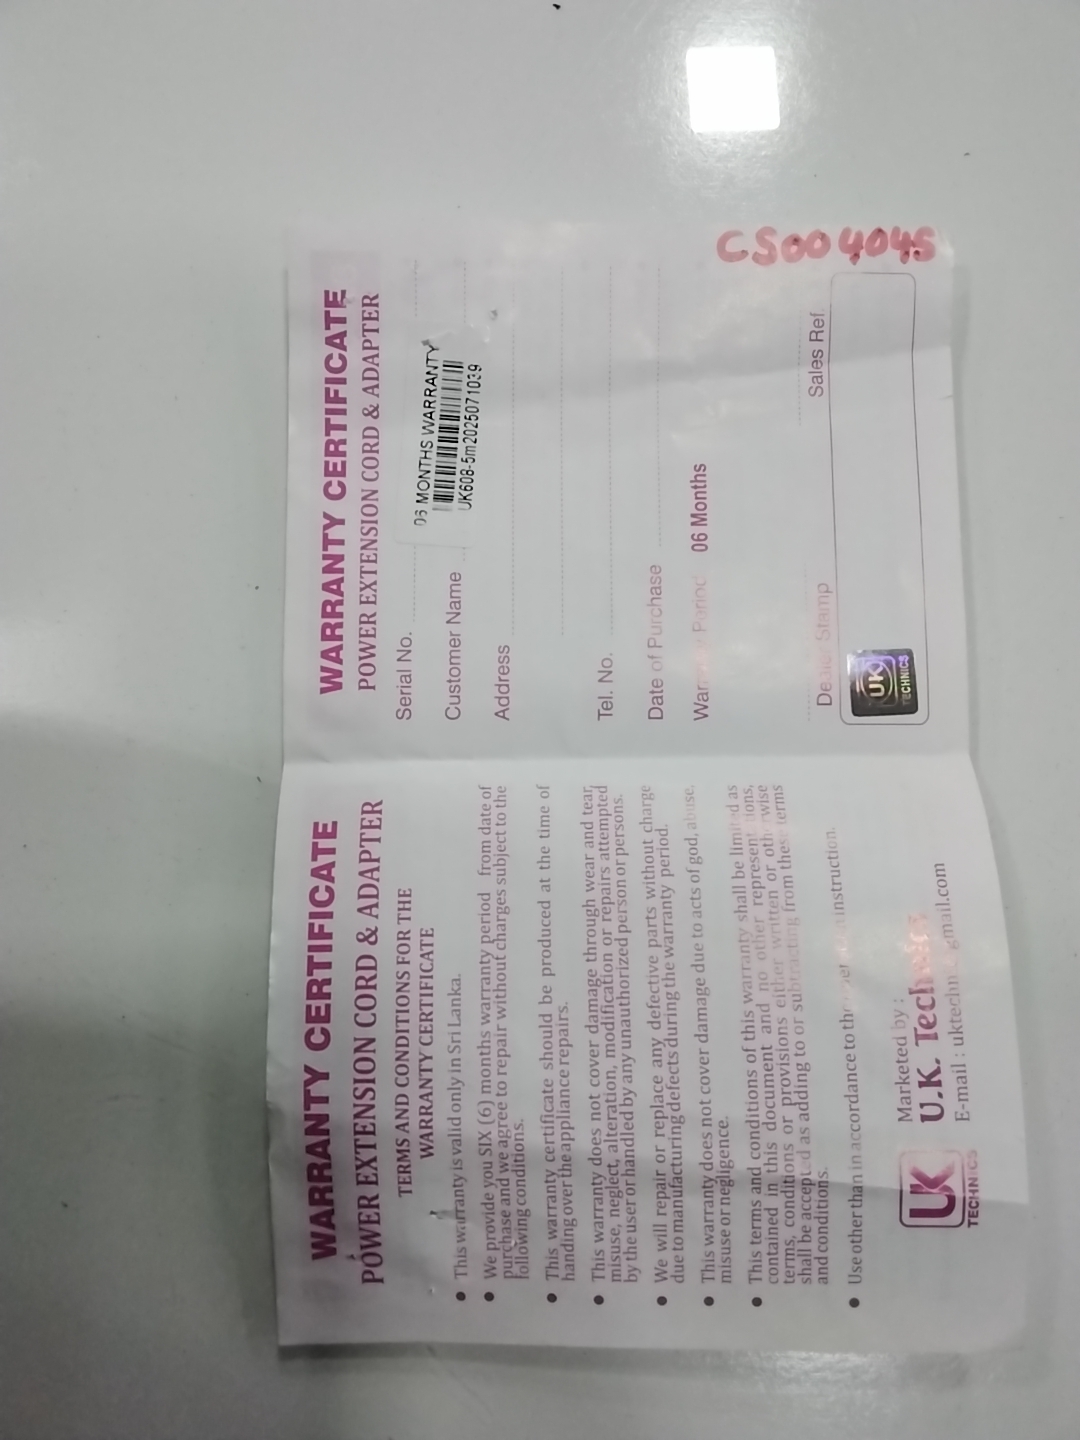 WARRANTY CERTIFICATE
POWER EXTENSION CORD & ADAPTER
TERMS AND CONDITIONS FOR THE
WARRANTY CERTIFICATE
• This warranty is valid only in Sri Lanka.
• We provide you SIX (6) months warranty period from date of
purchase and we agree to repair without charges subject to the
following conditions.
• This warranty certificate should be produced at the time of
handing over the appliance repairs.
• This warranty does not cover damage through wear and tear,
misuse, neglect, alteration, modification or repairs attempted
by the user or handled by any unauthorized person or persons.
• We will repair or replace any defective parts without charge
due to manufacturing defects during the warranty period.
• This warranty does not cover damage due to acts of god, abuse,
misuse or negligence.
• This terms and conditions of this warranty shall be limited as
contained in this document and no other representations,
terms, conditions or provisions either written or otherwise
shall be accepted as adding to or subtracting from these terms
and conditions.
• Use other than in accordance to the instruction.
UK
TECHNICS
Marketed by :
U.K. Technics
E-mail : uktechn gmail.com
WARRANTY CERTIFICATE
POWER EXTENSION CORD & ADAPTER
Serial No.
06 MONTHS WARRANTY
UK608-5m2025071039
Customer Name
Address
Tel. No.
Date of Purchase
Warranty Period 06 Months
Dealer Stamp
Sales Ref
UK
TECHNICS
CS004045